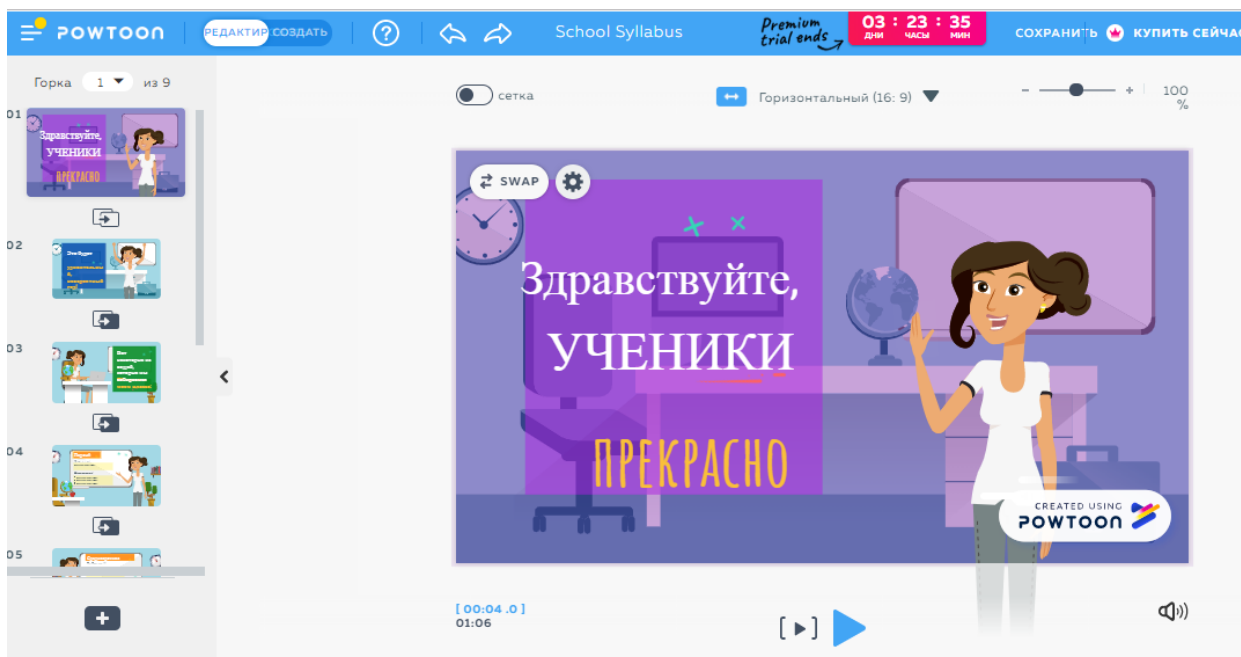 POWTOON
РЕДАКТИР СОЗДАТЬ
?
School Syllabus
Premium
trial ends
03 : 23 : 35
ДНИ ЧАСЫ МИН
СОХРАНИТЬ
КУПИТЬ СЕЙЧАС
Горка 1 из 9
сетка
Горизонтальный (16: 9)
- +
100
%
01
Здравствуйте,
УЧЕНИКИ
ПРЕКРАСНО
02
03
04
05
+
SWAP
Здравствуйте,
УЧЕНИКИ
ПРЕКРАСНО
CREATED USING
POWTOON
[ 00:04 .0 ]
01:06